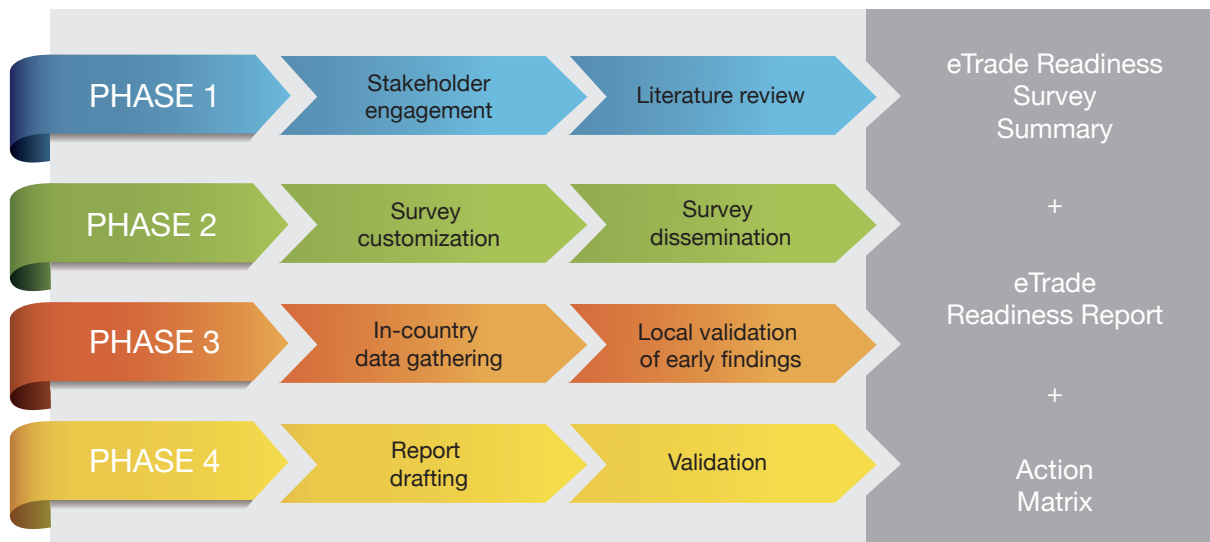 PHASE 1
Stakeholder
engagement
Literature review
PHASE 2
Survey
customization
Survey
dissemination
PHASE 3
In-country
data gathering
Local validation
of early findings
PHASE 4
Report
drafting
Validation
eTrade Readiness
Survey
Summary
+
eTrade
Readiness Report
+
Action
Matrix